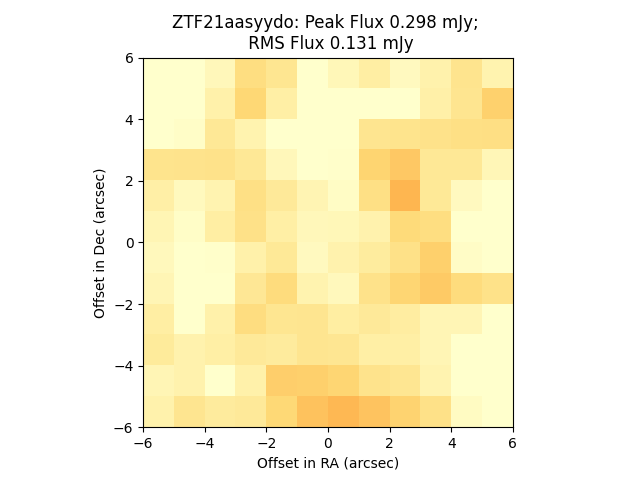 ZTF21aasyydo: Peak Flux 0.298 mJy;
RMS Flux 0.131 mJy
6
4
2
0
−2
−4
−6
Offset in Dec (arcsec)
−6 −4 −2 0 2 4 6
Offset in RA (arcsec)